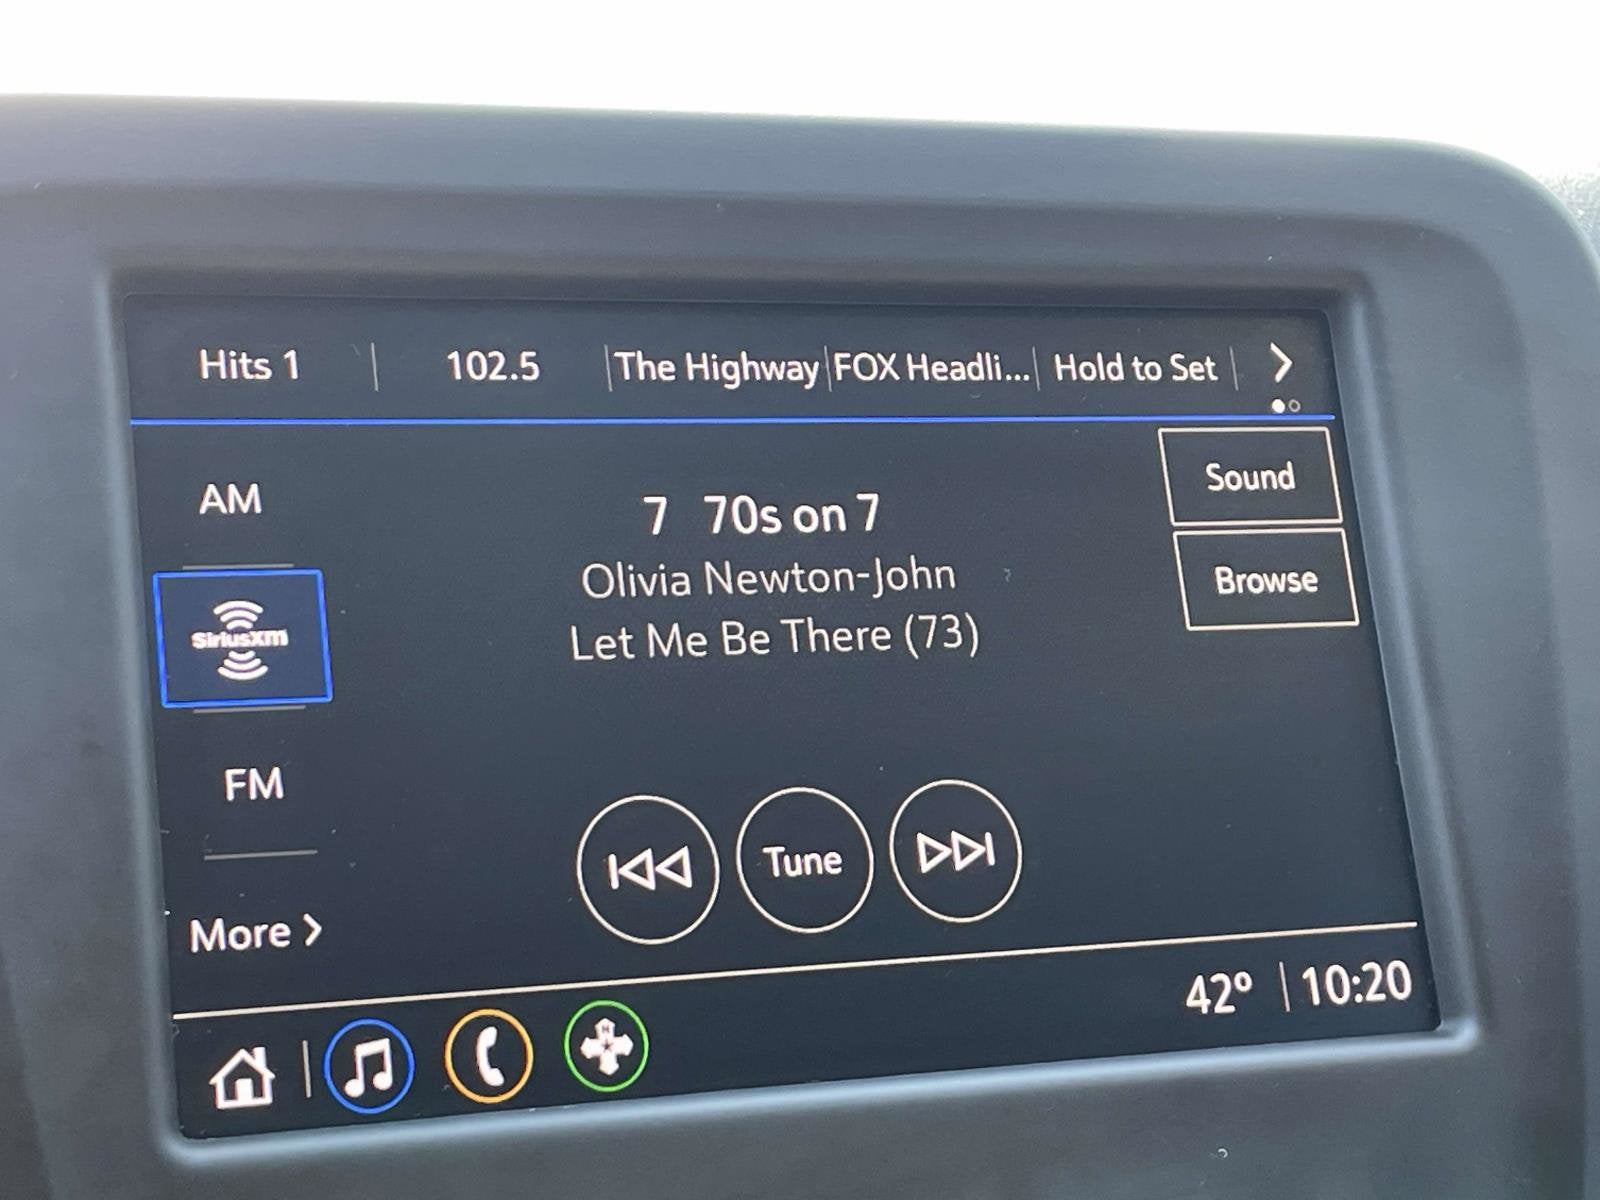 Hits 1 102.5 The Highway FOX Headli... Hold to Set
AM
7 70s on 7
Sound
Olivia Newton-John
Browse
SiriusXM
Let Me Be There (73)
FM
Tune
More
42° 10:20